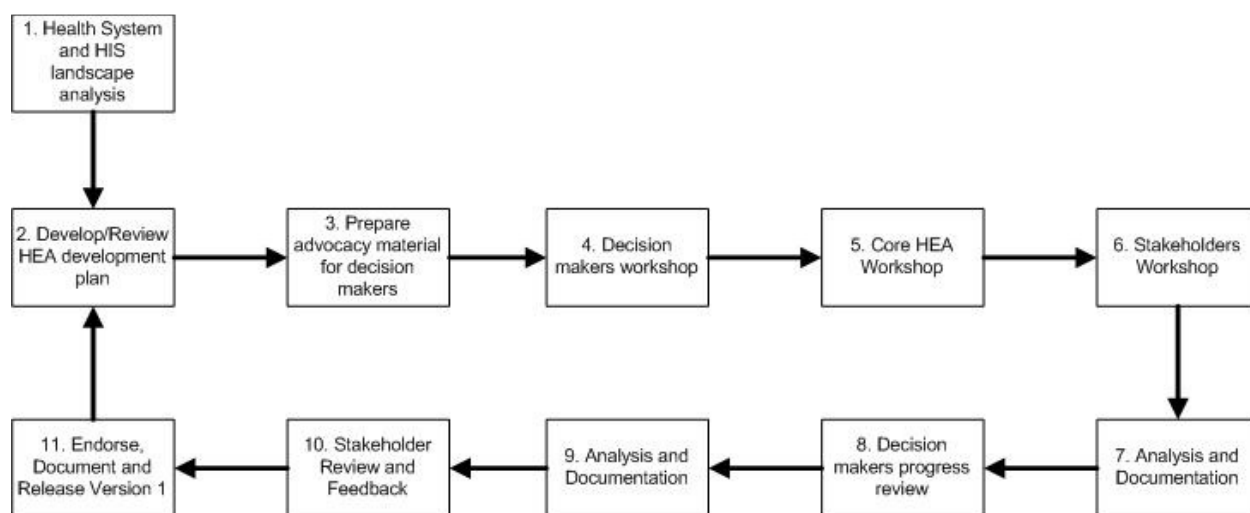 1. Health System
and HIS
landscape
analysis
2. Develop/Review
HEA development
plan
3. Prepare
advocacy material
for decision
makers
4. Decision
makers workshop
5. Core HEA
Workshop
6. Stakeholders
Workshop
7. Analysis and
Documentation
8. Decision
makers progress
review
9. Analysis and
Documentation
10. Stakeholder
Review and
Feedback
11. Endorse,
Document and
Release Version 1